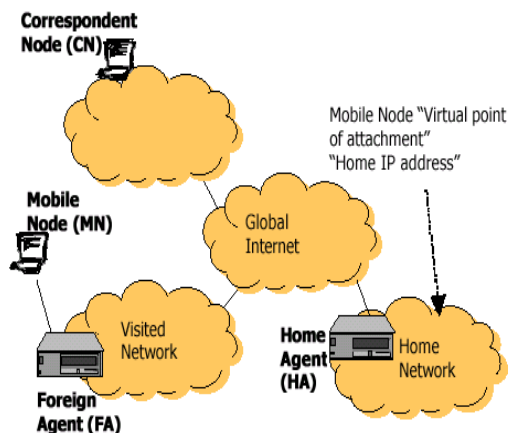 Correspondent
Node (CN)
Mobile Node “Virtual point
of attachment”
“Home IP address”
Mobile
Node (MN)
Global
Internet
Visited
Network
Home
Agent
(HA)
Home
Network
Foreign
Agent (FA)